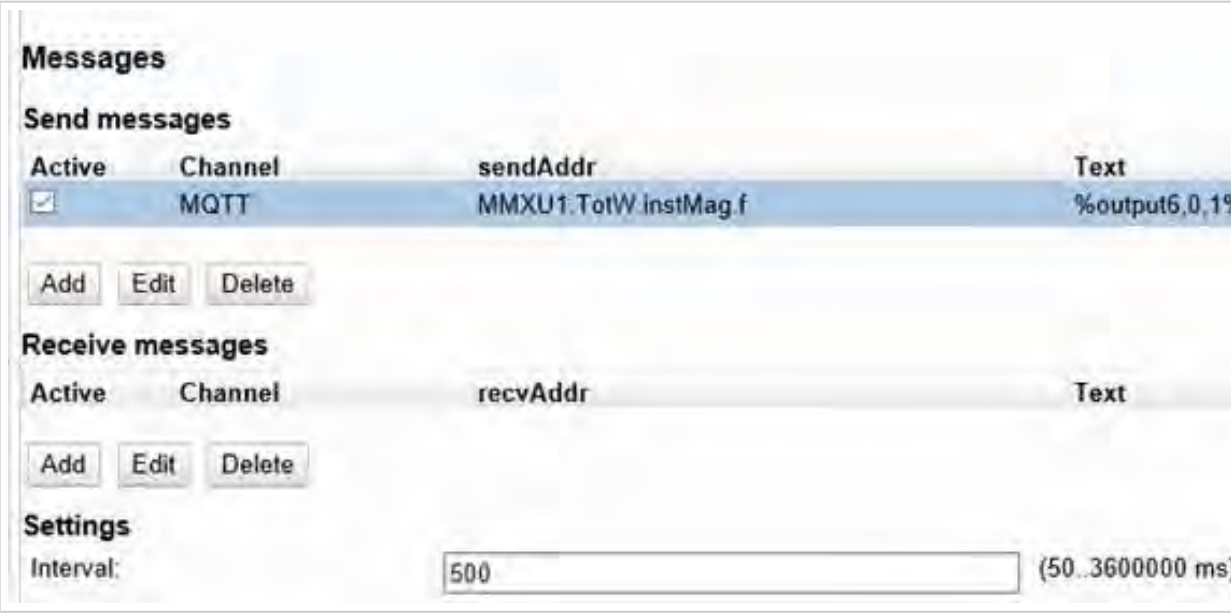 Messages
Send messages
Active Channel sendAddr Text
MQTT MMXU1.TotW.instMag.f %output6,0,1%
Add Edit Delete
Receive messages
Active Channel recvAddr Text
Add Edit Delete
Settings
Interval: 500 (50..3600000 ms)